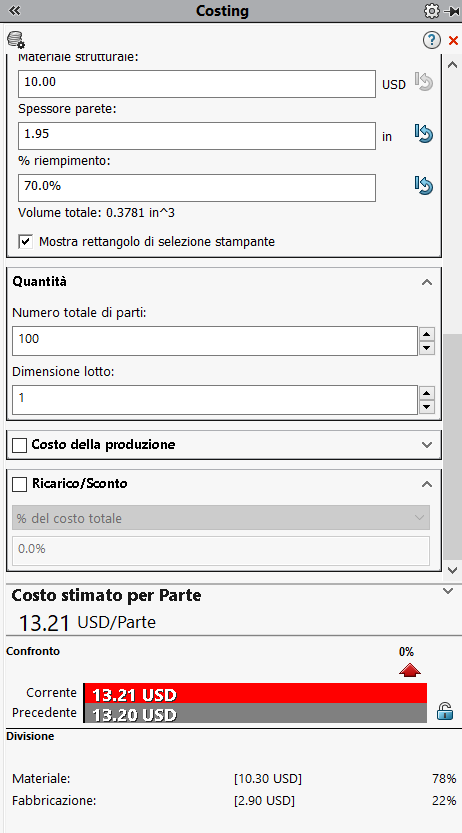 Costing
Materiale strutturale:
10.00 USD
Spessore parete:
1.95 in
% riempimento:
70.0%
Volume totale: 0.3781 in^3
Mostra rettangolo di selezione stampante
Quantità
Numero totale di parti:
100
Dimensione lotto:
1
Costo della produzione
Ricarico/Sconto
% del costo totale
0.0%
Costo stimato per Parte
13.21 USD/Parte
Confronto 0%
Corrente 13.21 USD
Precedente 13.20 USD
Divisione
Materiale: [10.30 USD] 78%
Fabbricazione: [2.90 USD] 22%